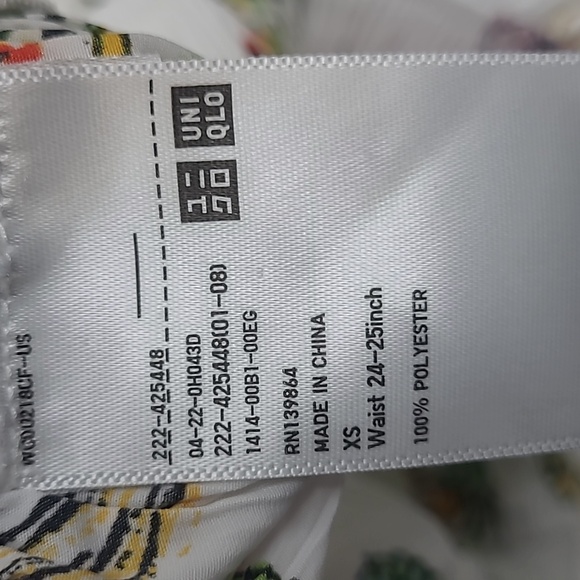 WC00218CF-US
222-425448
ユニ
クロ
UNI
QLO
04-22-0H043D
222-425448(01-08)
1414-00B1-00EG
RN139864
MADE IN CHINA
XS
Waist 24-25inch
100% POLYESTER